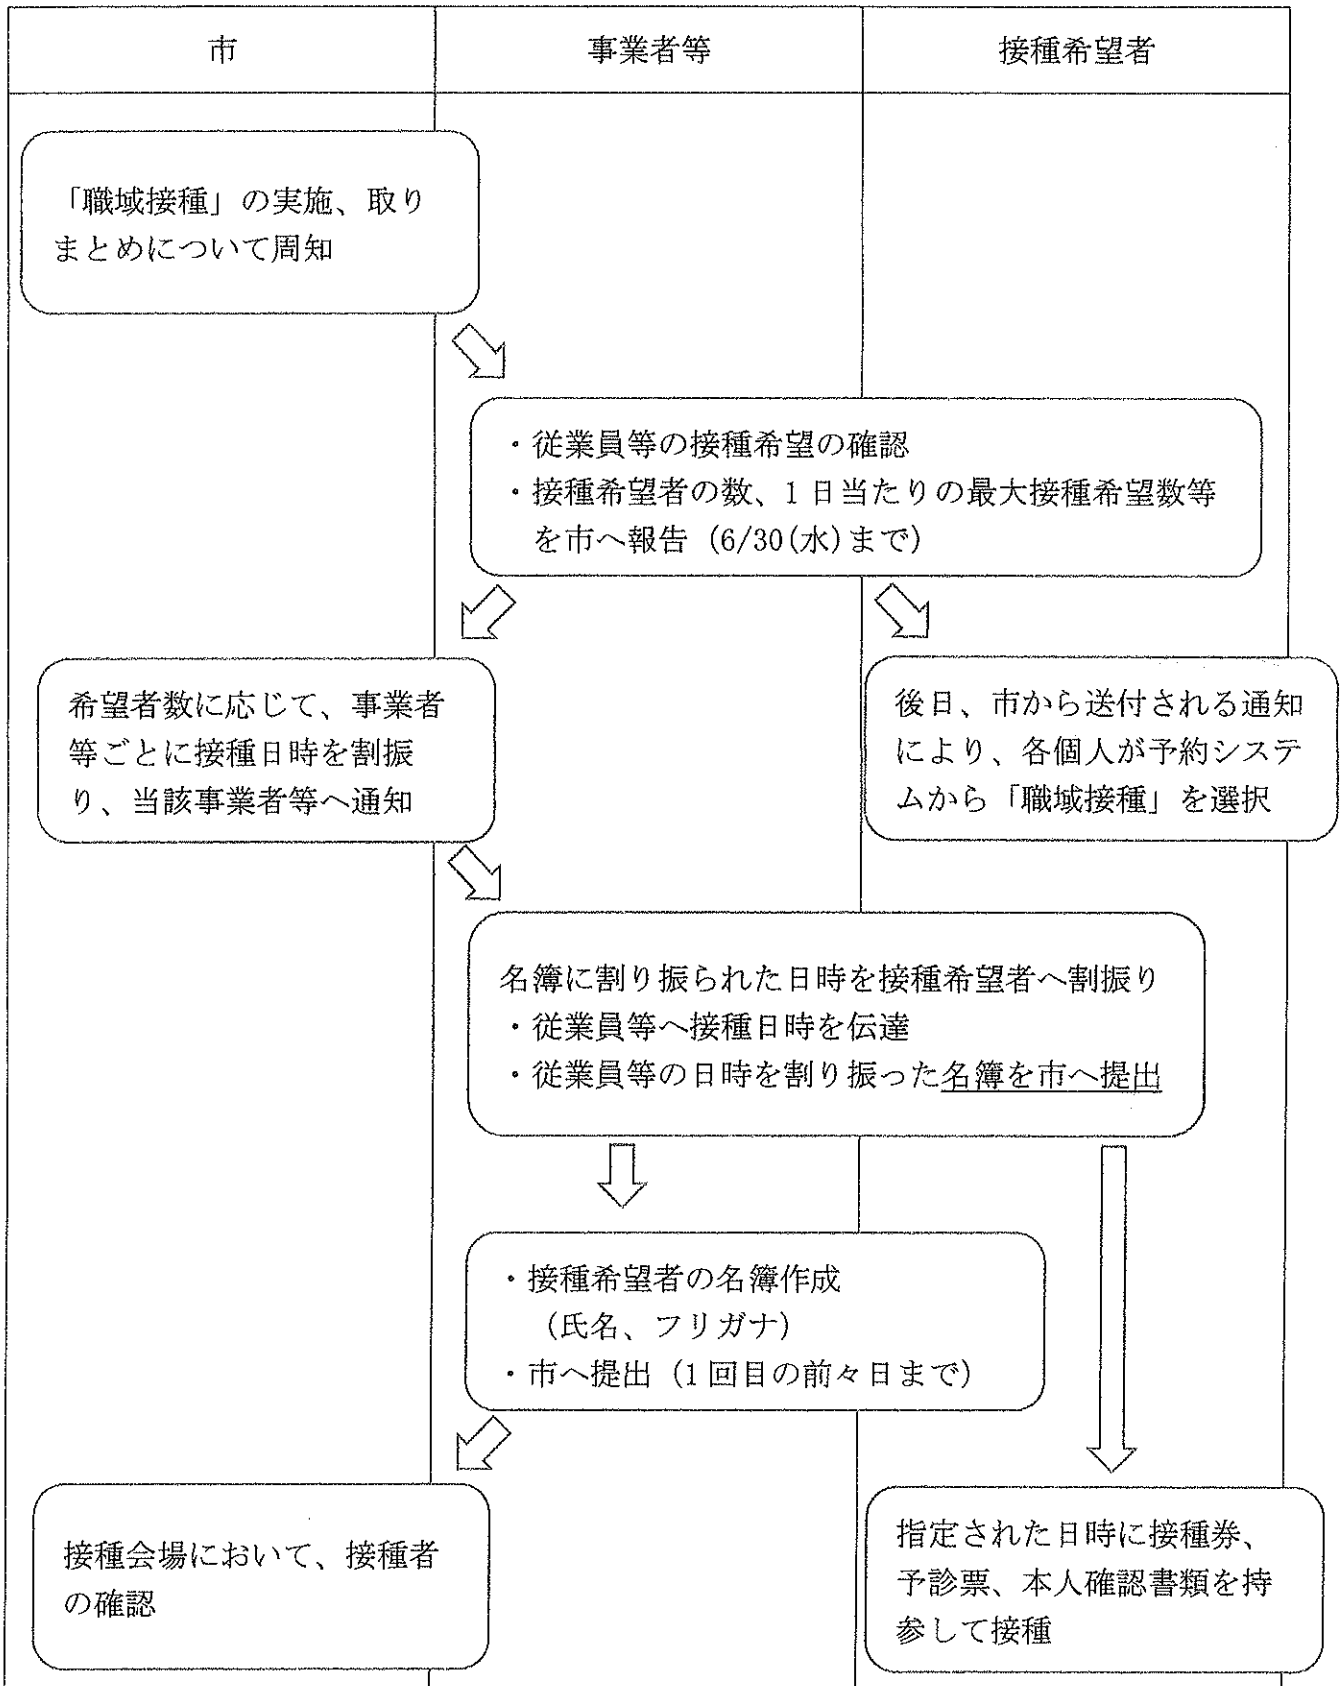 市
事業者等
接種希望者
「職域接種」の実施、取り
まとめについて周知
・従業員等の接種希望の確認
・接種希望者の数、1日当たりの最大接種希望数等
を市へ報告 (6/30(水)まで)
希望者数に応じて、事業者
等ごとに接種日時を割振
り、当該事業者等へ通知
後日、市から送付される通知
により、各個人が予約システ
ムから「職域接種」を選択
名簿に割り振られた日時を接種希望者へ割振り
・従業員等へ接種日時を伝達
・従業員等の日時を割り振った名簿を市へ提出
・接種希望者の名簿作成
(氏名、フリガナ)
・市へ提出 (1回目の前々日まで)
接種会場において、接種者
の確認
指定された日時に接種券、
予診票、本人確認書類を持
参して接種